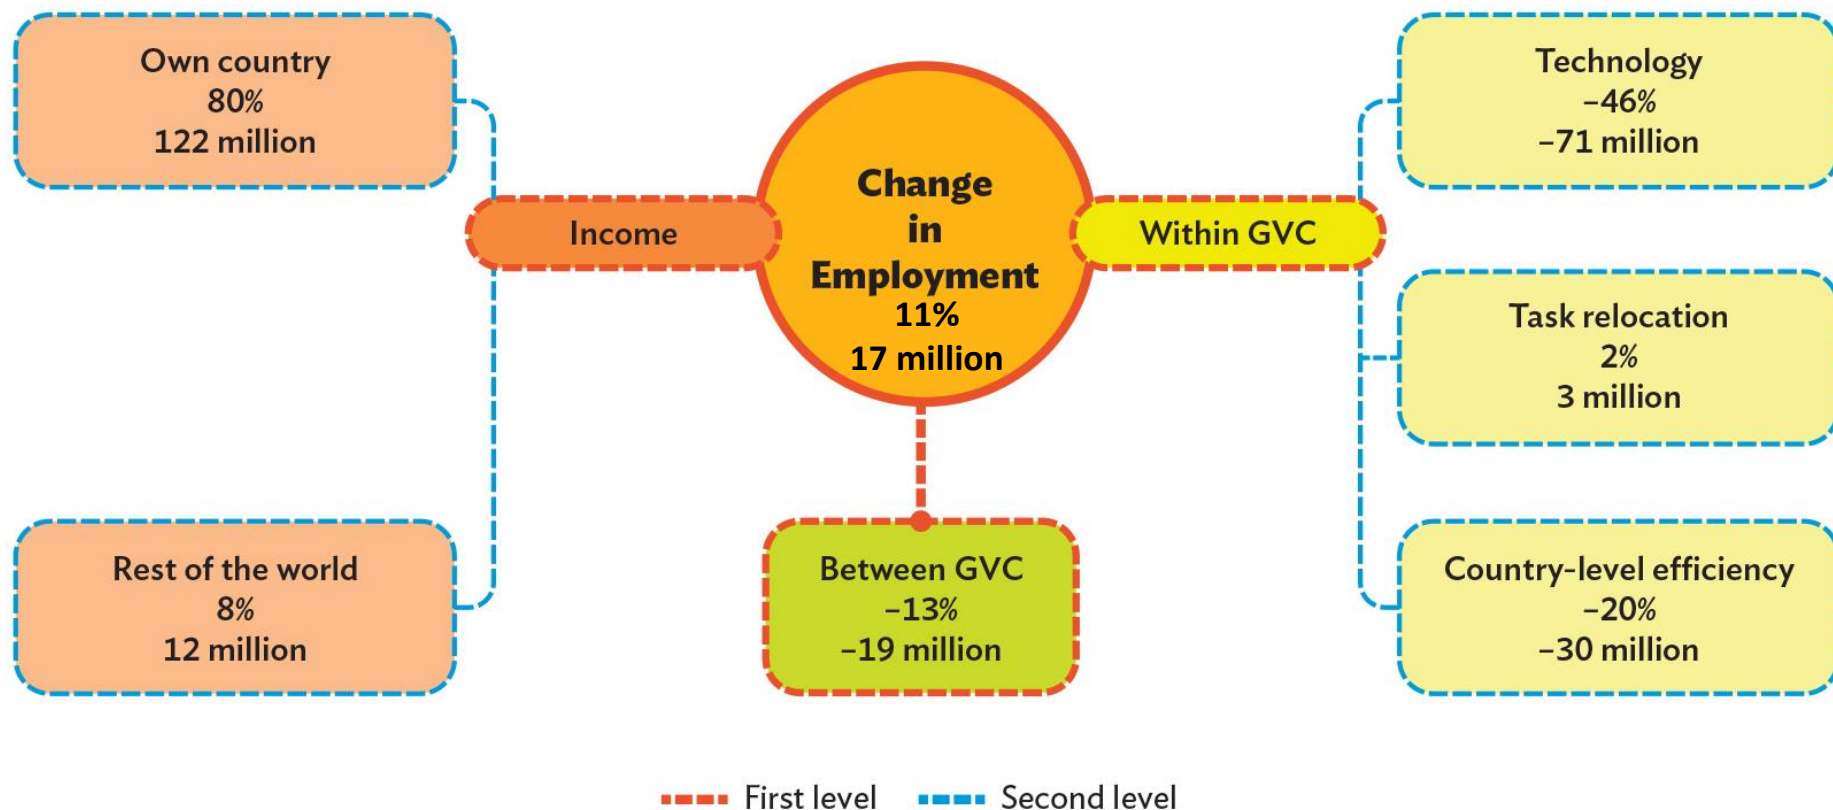 Own country
80%
122 million
Rest of the world
8%
12 million
Income
Change
in
Employment
11%
17 million
Between GVC
–13%
–19 million
Within GVC
Technology
–46%
–71 million
Task relocation
2%
3 million
Country-level efficiency
–20%
–30 million
First level
Second level